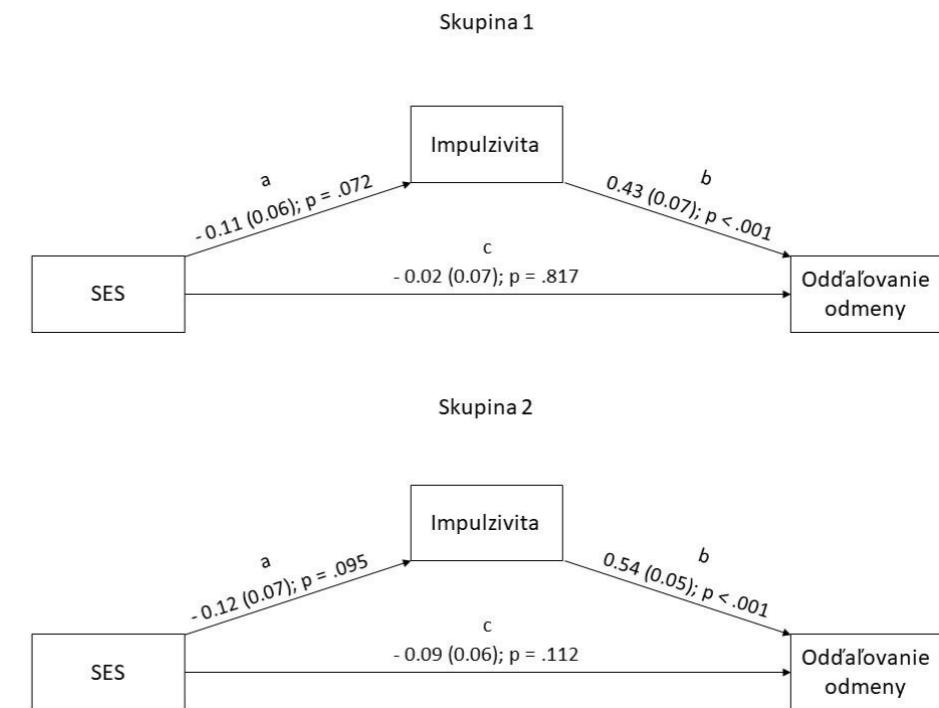 Skupina 1
Impulzivita
a
- 0.11 (0.06); p = .072
b
0.43 (0.07); p < .001
c
- 0.02 (0.07); p = .817
SES
Odďaľovanie
odmeny
Skupina 2
Impulzivita
a
- 0.12 (0.07); p = .095
b
0.54 (0.05); p < .001
c
- 0.09 (0.06); p = .112
SES
Odďaľovanie
odmeny